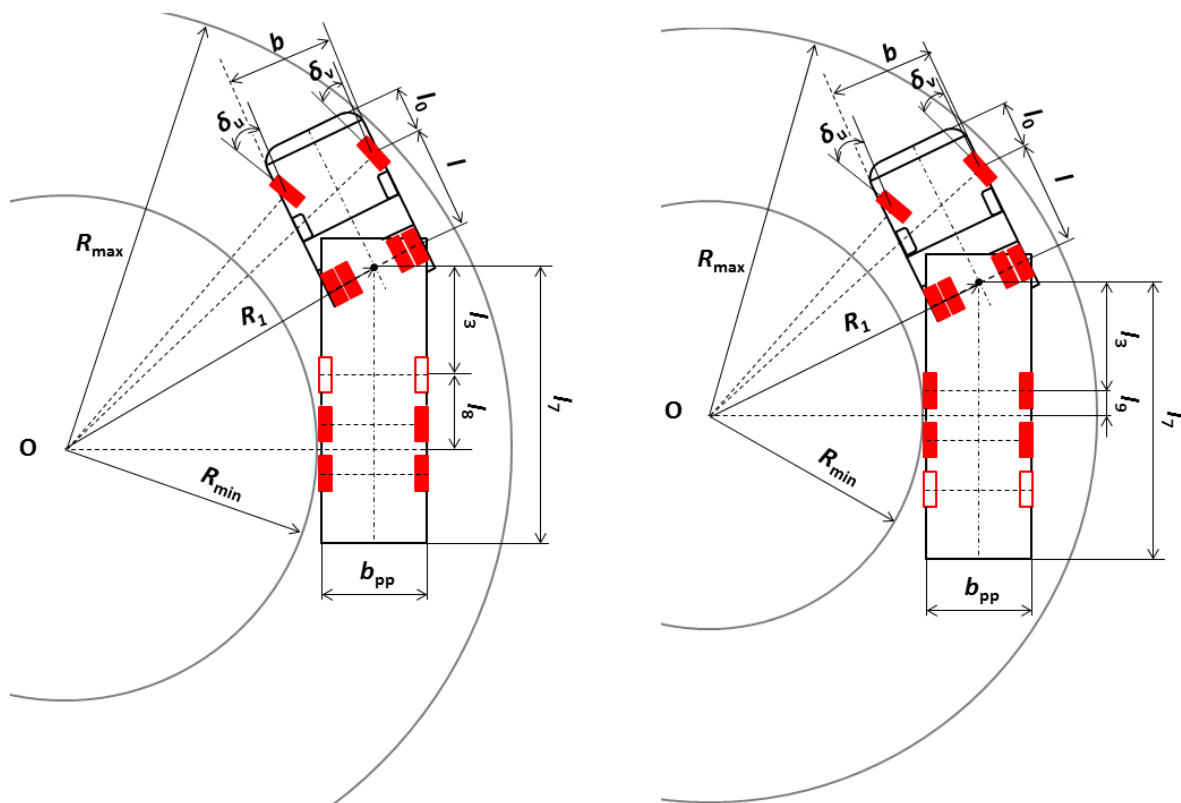 b
δv
l0
δu
l
Rmax
R1
l3
l8
l7
O
Rmin
bpp
b
δv
l0
δu
l
Rmax
R1
l3
l9
l7
O
Rmin
bpp